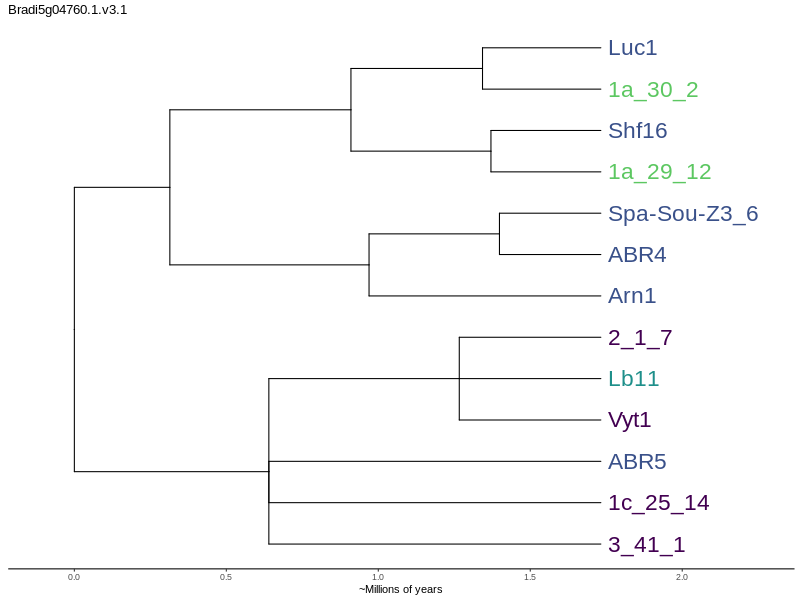 Bradi5g04760.1.v3.1
Luc1
1a_30_2
Shf16
1a_29_12
Spa-Sou-Z3_6
ABR4
Arn1
2_1_7
Lb11
Vyt1
ABR5
1c_25_14
3_41_1
0.0 0.5 1.0 1.5 2.0
~Millions of years